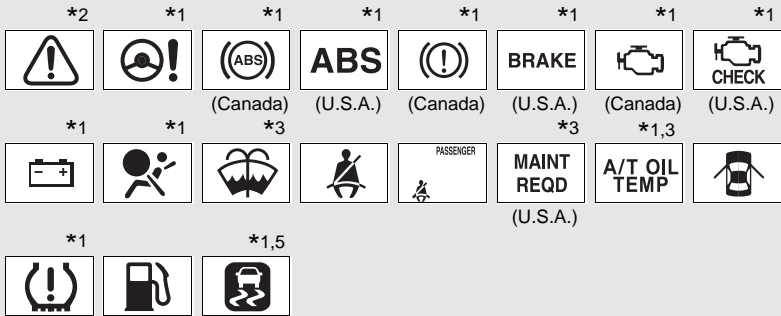 *2 *1 *1 *1 *1 *1 *1 *1
! ! ABS ABS ! BRAKE CHECK
(Canada) (U.S.A.) (Canada) (U.S.A.) (Canada) (U.S.A.)
*1 *1 *3 *3 *1,3
- + PASSENGER MAINT REQD A/T OIL TEMP
(U.S.A.)
*1 *1,5
!